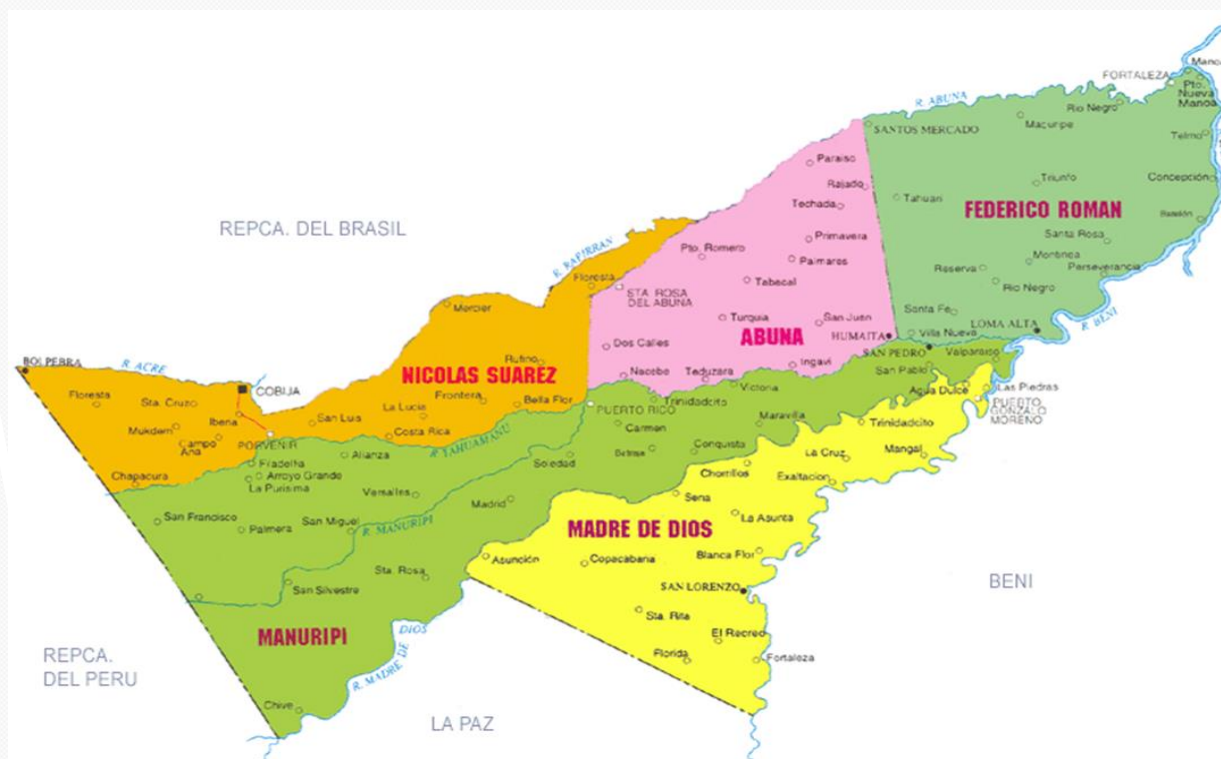 Mano
FORTALEZA
Pto.
Nueva
Manoa
R. ABUNA
Rio Negro
SANTOS MERCADO
Macuripe
Telmo
Paraiso
Triunfo
Concepción
Rajado
Tahuari
Techada
FEDERICO ROMAN
REPCA. DEL BRASIL
Santa Rosa
Primavera
Pto. Romero
Palmares
Montinea
Reserva
Perseverancia
Floresta
Tabacal
Rio Negro
STA. ROSA
DEL ABUNA
Mercier
Santa Fe
Turquia
San Juan
LOMA ALTA
R. BENI
ABUNA
HUMAITA
Villa Nueva
Dos Calles
SAN PEDRO
Valparaiso
BOLPEBRA
R. ACRE
Rutino
Ingavi
San Pablo
NICOLAS SUAREZ
Nacebe
Teduzara
COBIJA
Victoria
Agua Dulce
Las Piedras
Floresta
Sta. Cruz
La Lucia
Frontera
Bella Flor
Trinidadcito
PUERTO
GONZALO
MORENO
PUERTO RICO
Iberia
San Luis
Maravilla
Mukdem
Carmen
Trinidadcito
Campo
Ana
PORVENIR
Costa Rica
R. TAHUAMANU
Conquista
Alianza
La Cruz
Mangal
Filadelfia
Soledad
Chorrillos
Chapacura
Arroyo Grande
Exaltacion
La Purisima
Versalles
Sena
Madrid
San Francisco
Palmera
San Miguel
R. MANURIPI
MADRE DE DIOS
La Asunta
Asunción
Copacabana
Blanca Flor
Sta. Rosa
San Silvestre
SAN LORENZO
BENI
Sta. Rita
MANURIPI
El Recreo
REPCA.
DEL PERU
R. MADRE DE DIOS
Florida
Fortaleza
Chive
LA PAZ